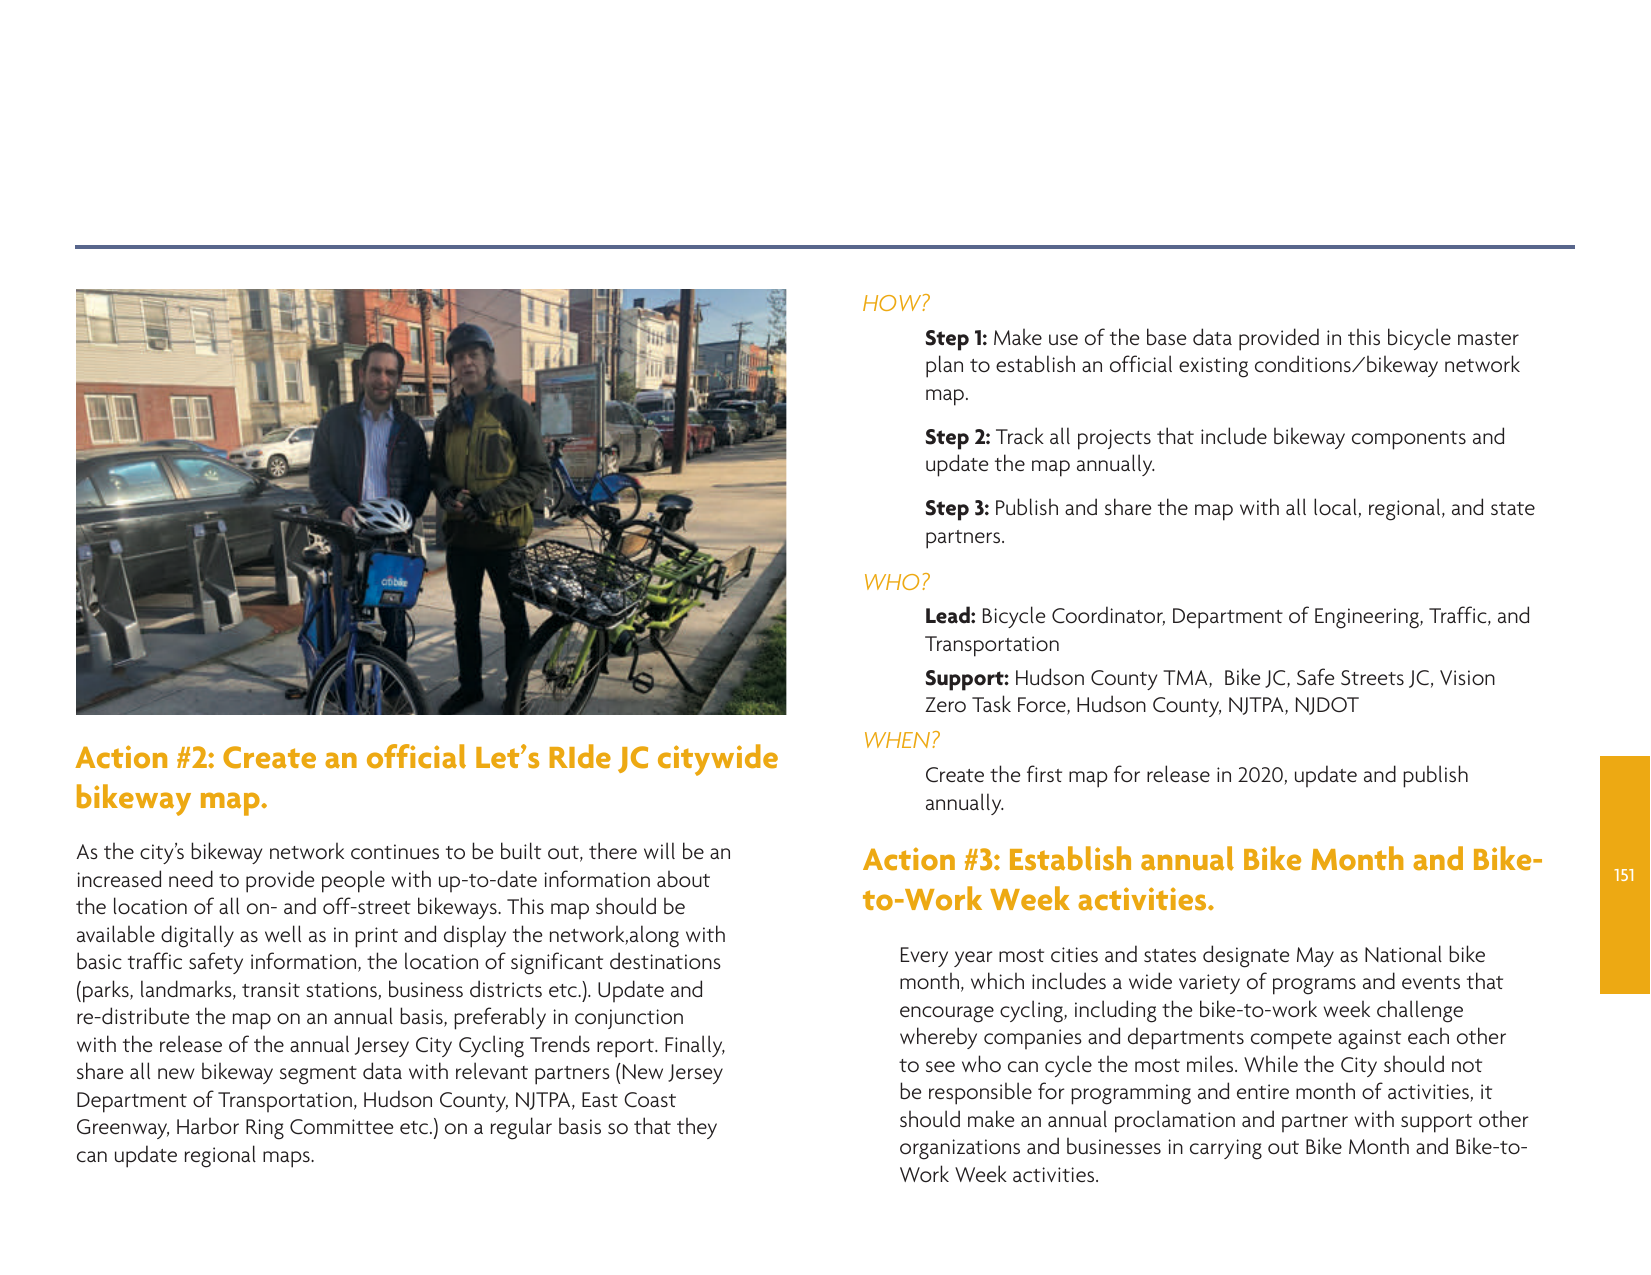 citibike
Action #2: Create an official Let's RIde JC citywide
bikeway map.
As the city's bikeway network continues to be built out, there will be an
increased need to provide people with up-to-date information about
the location of all on- and off-street bikeways. This map should be
available digitally as well as in print and display the network,along with
basic traffic safety information, the location of significant destinations
(parks, landmarks, transit stations, business districts etc.). Update and
re-distribute the map on an annual basis, preferably in conjunction
with the release of the annual Jersey City Cycling Trends report. Finally,
share all new bikeway segment data with relevant partners (New Jersey
Department of Transportation, Hudson County, NJTPA, East Coast
Greenway, Harbor Ring Committee etc.) on a regular basis so that they
can update regional maps.
HOW?
Step 1: Make use of the base data provided in this bicycle master
plan to establish an official existing conditions/bikeway network
map.
Step 2: Track all projects that include bikeway components and
update the map annually.
Step 3: Publish and share the map with all local, regional, and state
partners.
WHO?
Lead: Bicycle Coordinator, Department of Engineering, Traffic, and
Transportation
Support: Hudson County TMA,  Bike JC, Safe Streets JC, Vision
Zero Task Force, Hudson County, NJTPA, NJDOT
WHEN?
Create the first map for release in 2020, update and publish
annually.
Action #3: Establish annual Bike Month and Bike-
to-Work Week activities.
Every year most cities and states designate May as National bike
month, which includes a wide variety of programs and events that
encourage cycling, including the bike-to-work week challenge
whereby companies and departments compete against each other
to see who can cycle the most miles. While the City should not
be responsible for programming and entire month of activities, it
should make an annual proclamation and partner with support other
organizations and businesses in carrying out Bike Month and Bike-to-
Work Week activities.
151